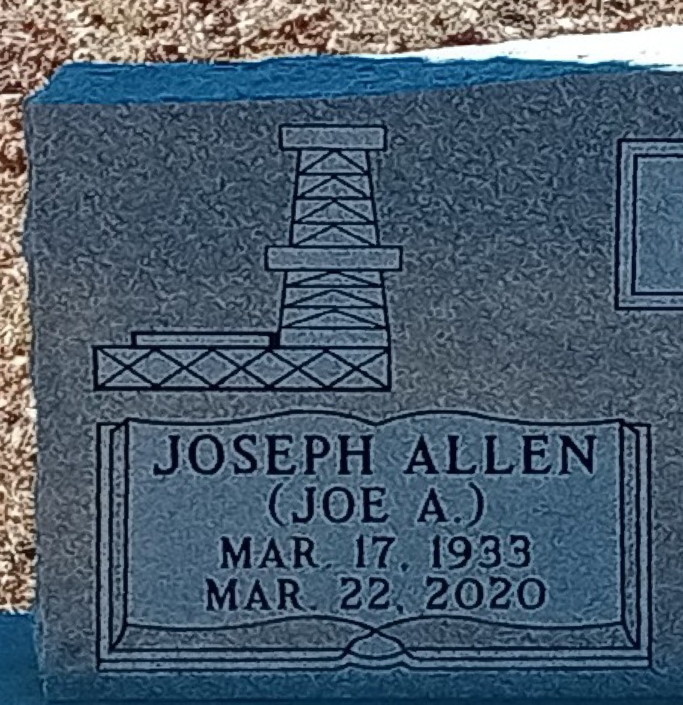 JOSEPH ALLEN
(JOE A.)
MAR. 17, 1933
MAR. 22, 2020